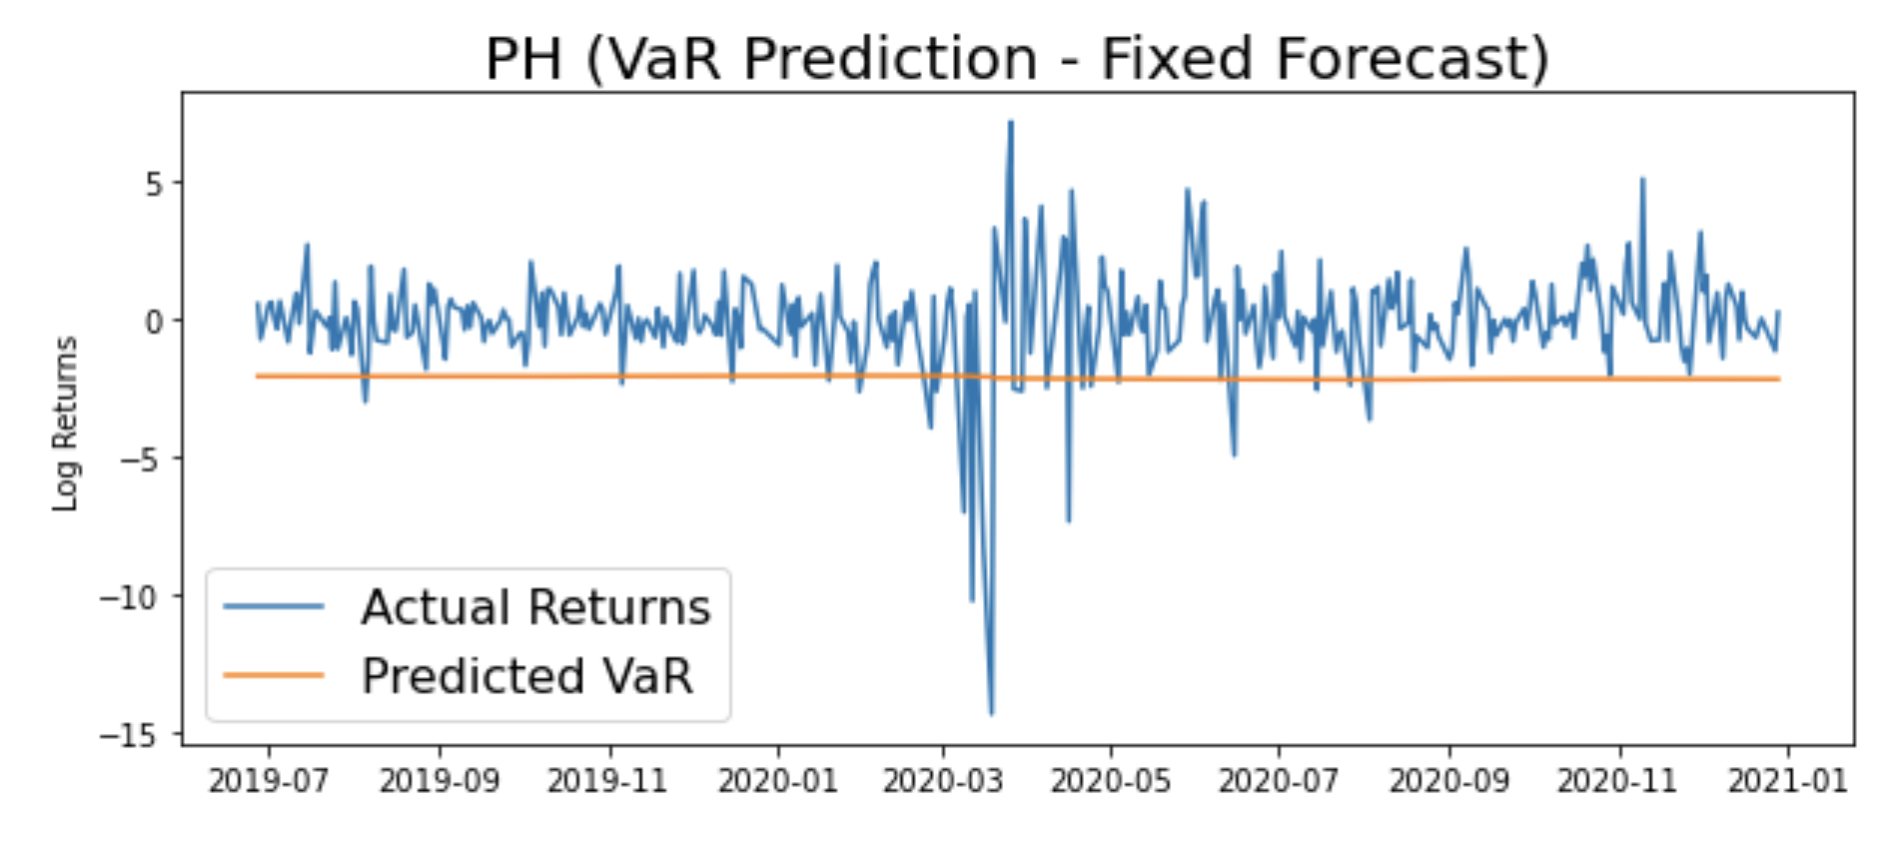 PH (VaR Prediction - Fixed Forecast)
5
0
−5
−10
−15
Log Returns
Actual Returns
Predicted VaR
2019-07 2019-09 2019-11 2020-01 2020-03 2020-05 2020-07 2020-09 2020-11 2021-01